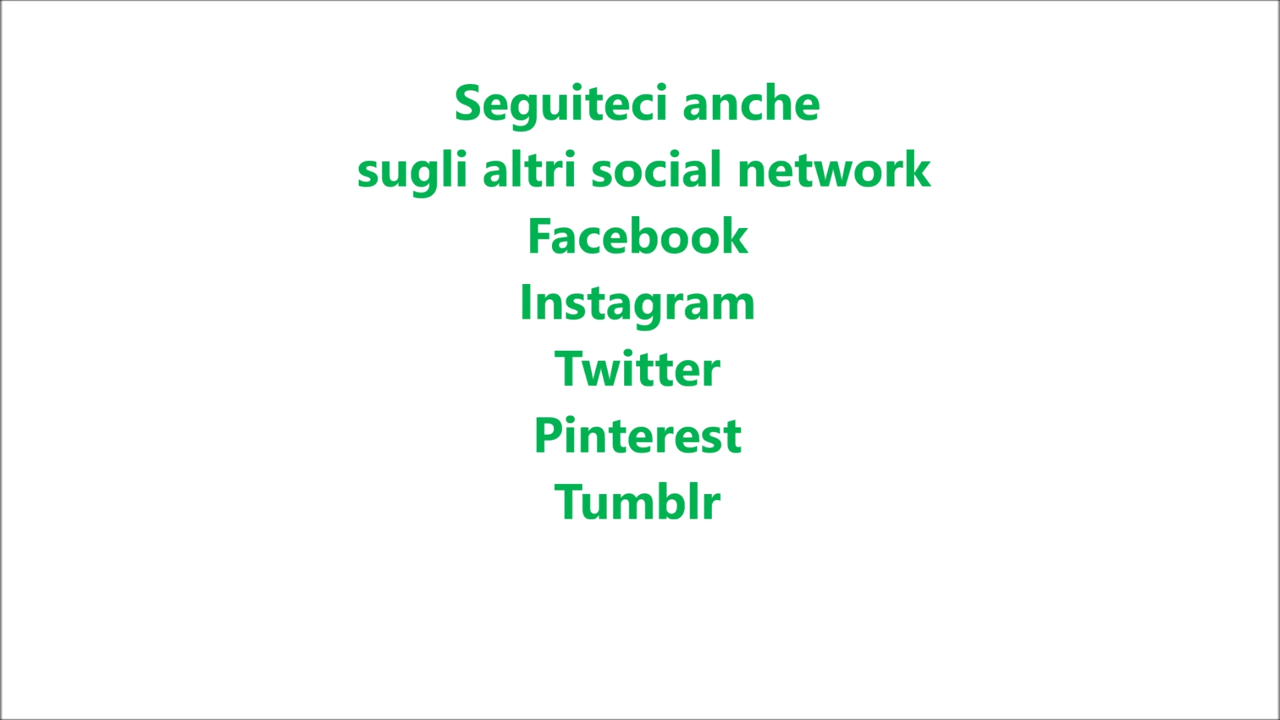 Seguiteci anche
sugli altri social network
Facebook
Instagram
Twitter
Pinterest
Tumblr